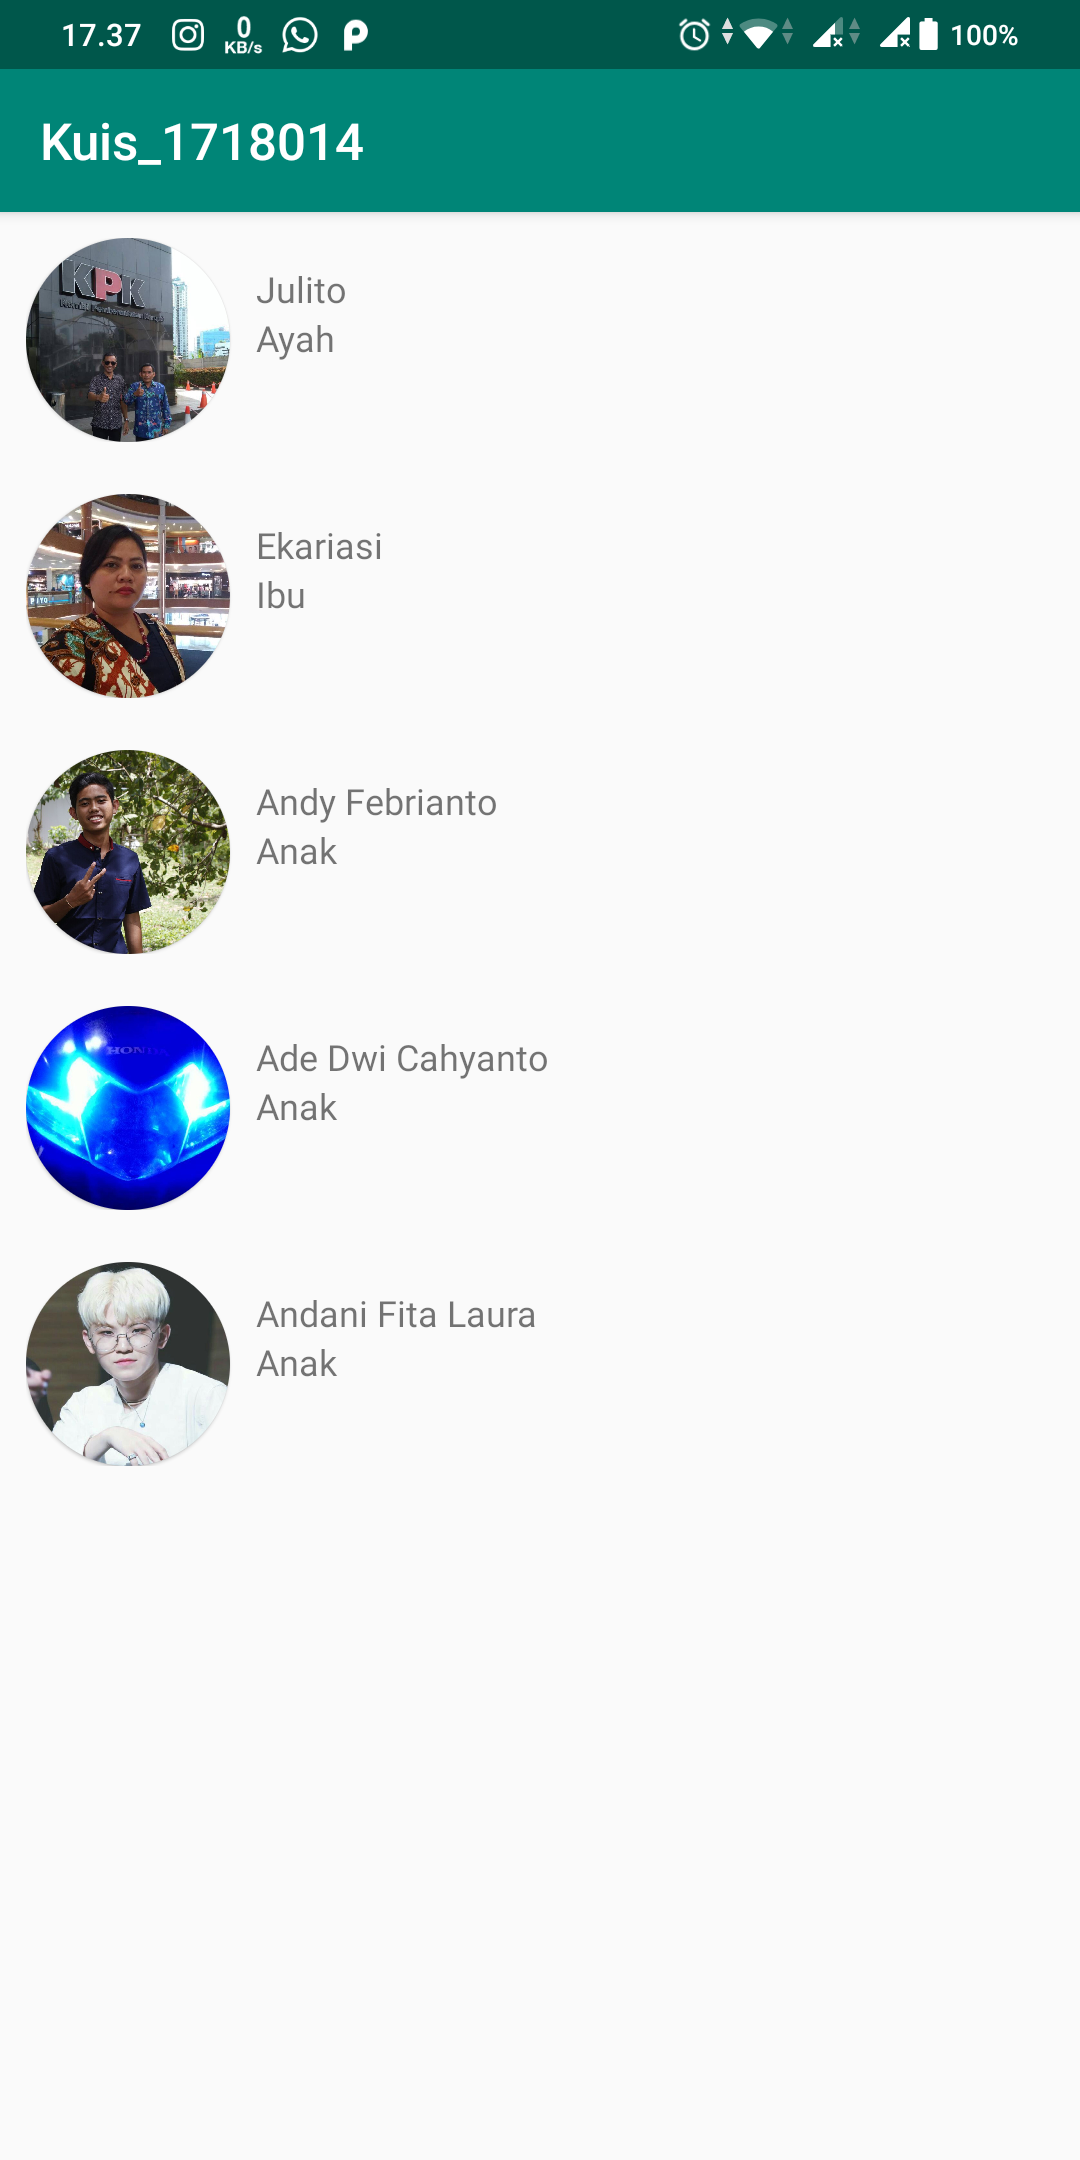 17.37
0
KB/s
100%
Kuis_1718014
KPK
Julito
Ayah
Ekariasi
Ibu
Andy Febrianto
Anak
HONDA
Ade Dwi Cahyanto
Anak
Andani Fita Laura
Anak